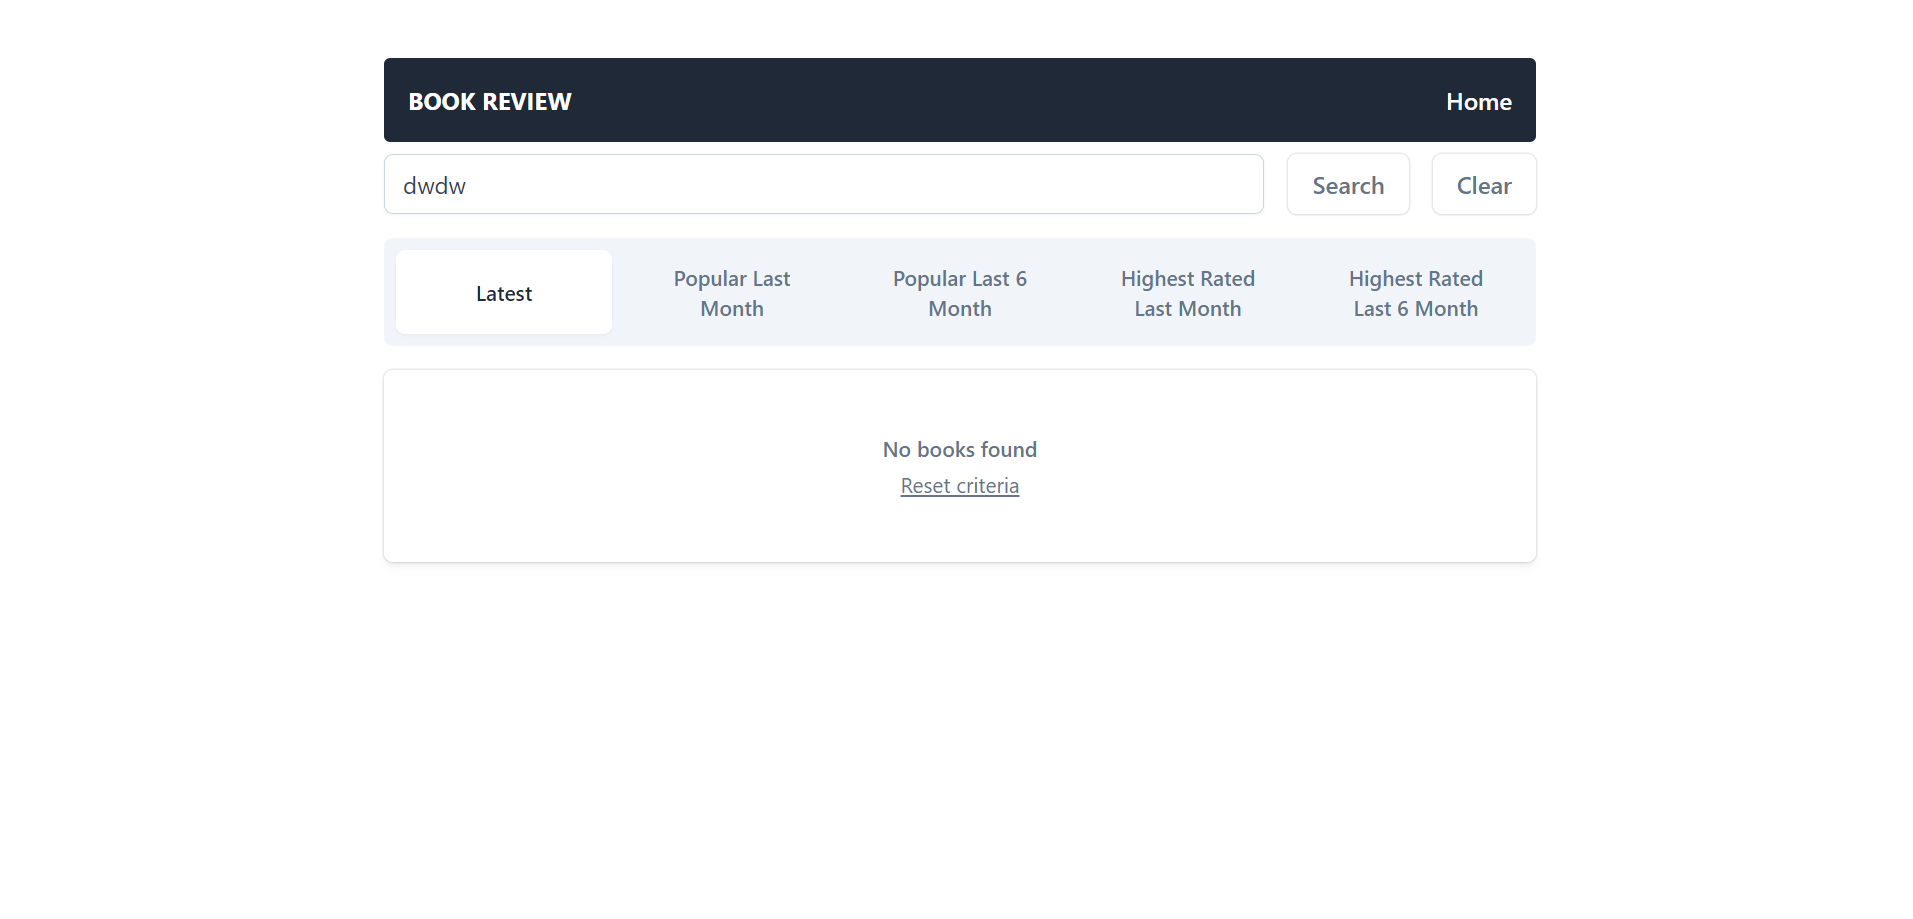 BOOK REVIEW
Home
dwdw
Search
Clear
Latest
Popular Last
Month
Popular Last 6
Month
Highest Rated
Last Month
Highest Rated
Last 6 Month
No books found
Reset criteria